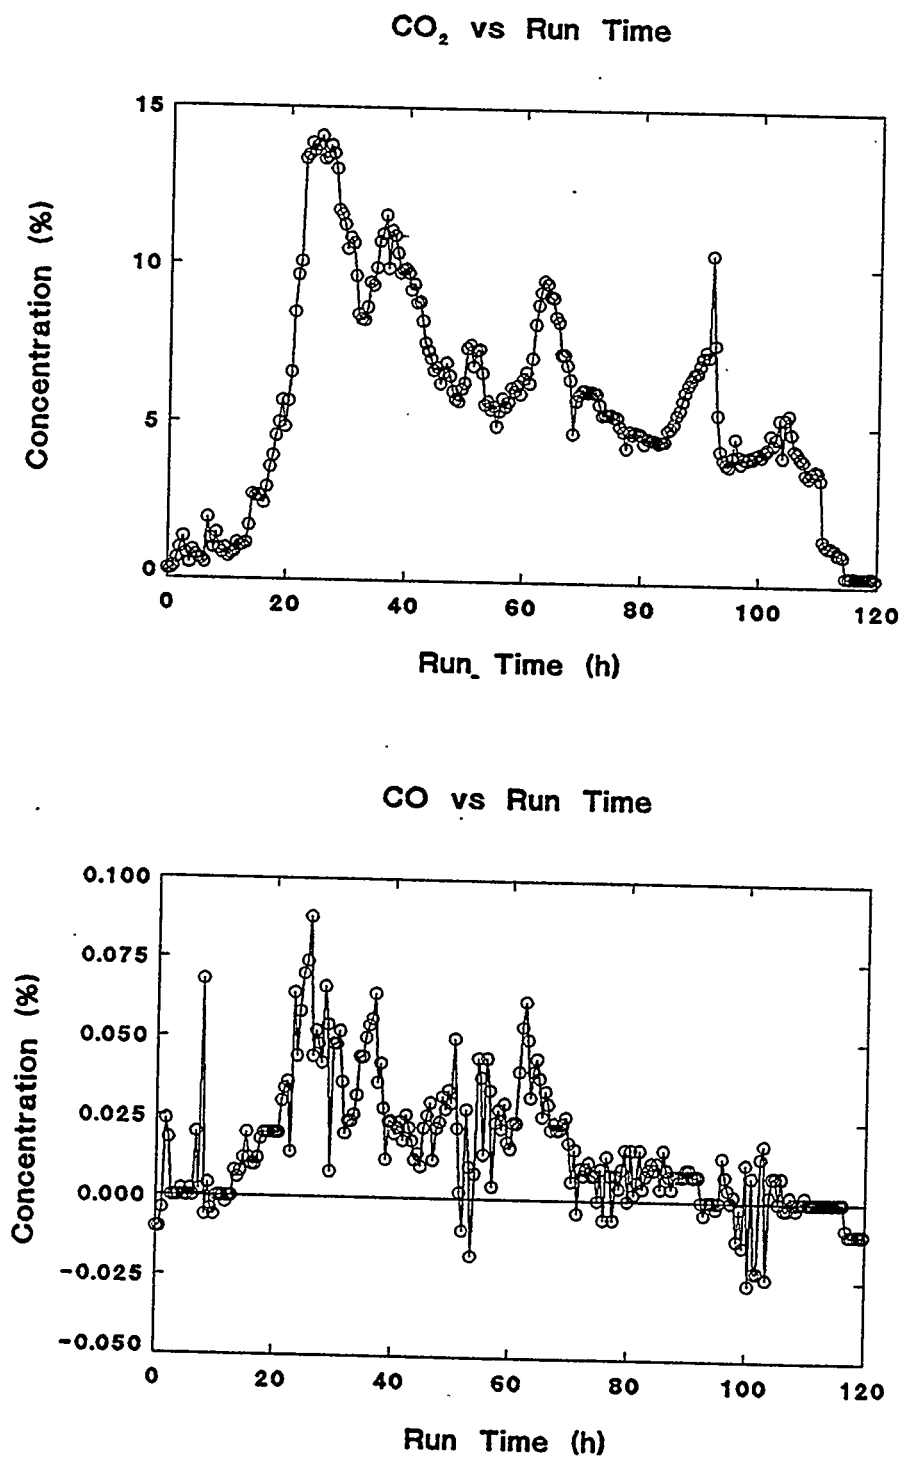 CO₂ vs Run Time
15
10
5
0
Concentration (%)
0 20 40 60 80 100 120
Run Time (h)
CO vs Run Time
0.100
0.075
0.050
0.025
0.000
-0.025
-0.050
Concentration (%)
0 20 40 60 80 100 120
Run Time (h)